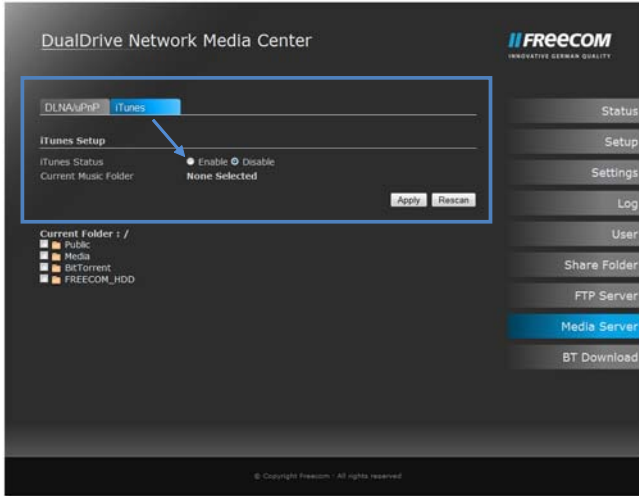 DualDrive Network Media Center
FREECOM
INNOVATIVE GERMAN QUALITY
DLNA/uPnP iTunes
iTunes Setup
iTunes Status Enable Disable
Current Music Folder None Selected
Apply Rescan
Current Folder : /
Public
Media
BitTorrent
FREECOM_HDD
Status
Setup
Settings
Log
User
Share Folder
FTP Server
Media Server
BT Download
© Copyright Freecom - All rights reserved